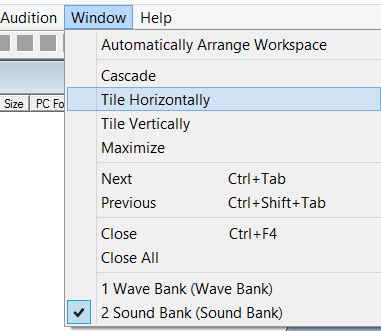 Audition Window Help
Automatically Arrange Workspace
Cascade
Size PC Fo
Tile Horizontally
Tile Vertically
Maximize
Next Ctrl+Tab
Previous Ctrl+Shift+Tab
Close Ctrl+F4
Close All
1 Wave Bank (Wave Bank)
2 Sound Bank (Sound Bank)